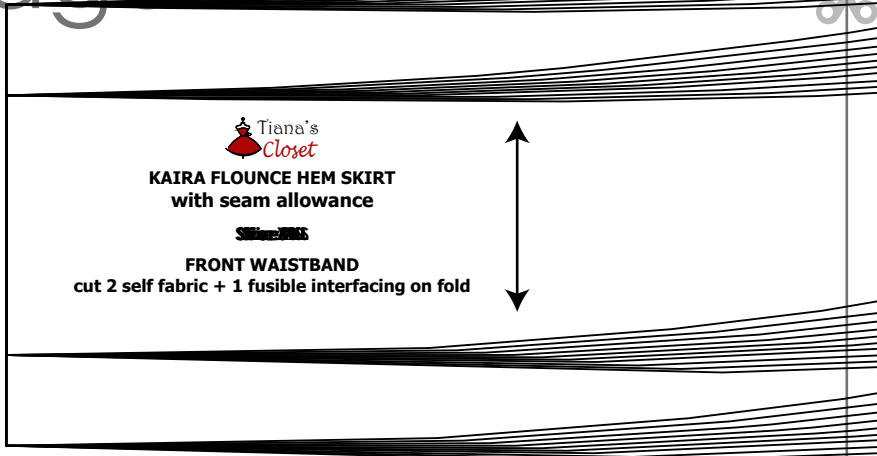 Tiana's
Closet
KAIRA FLOUNCE HEM SKIRT
with seam allowance
FRONT WAISTBAND
cut 2 self fabric + 1 fusible interfacing on fold